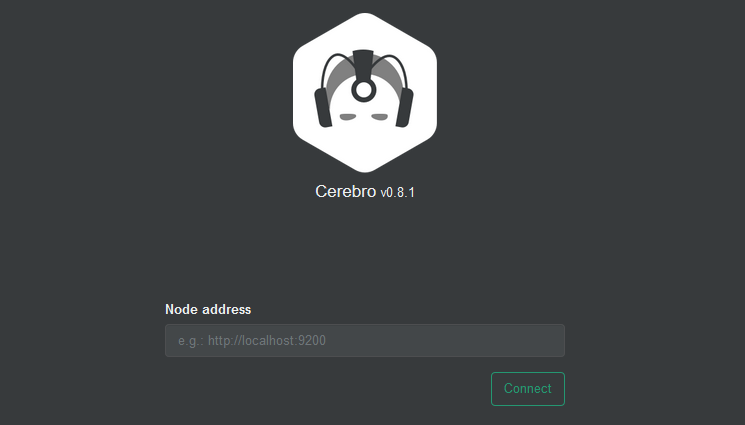 Cerebro v0.8.1
Node address
e.g.: http://localhost:9200
Connect